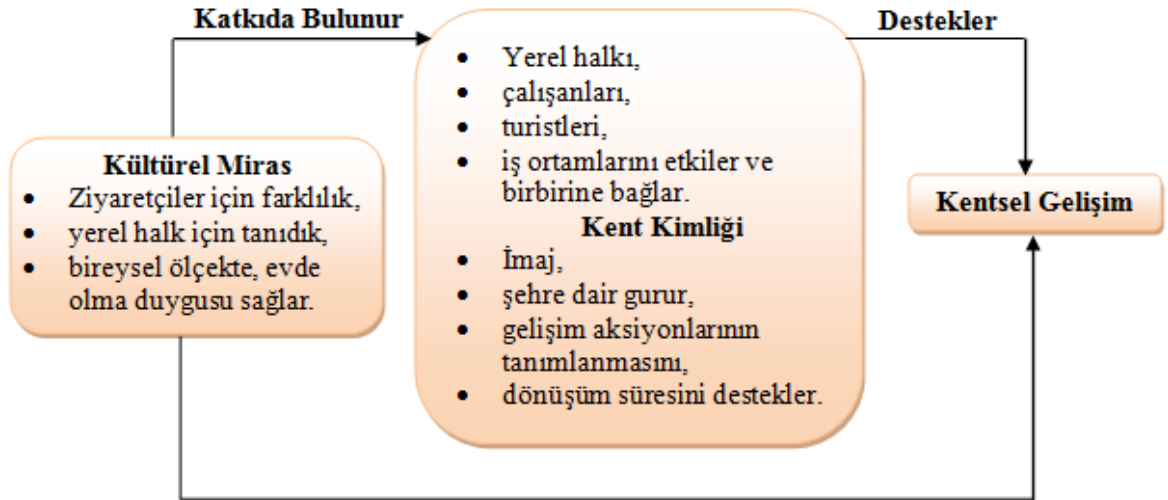 Katkıda Bulunur
Destekler
Kültürel Miras
• Ziyaretçiler için farklılık,
• yerel halk için tanıdık,
• bireysel ölçekte, evde
olma duygusu sağlar.
• Yerel halkı,
• çalışanları,
• turistleri,
• iş ortamlarını etkiler ve
birbirine bağlar.
Kent Kimliği
• İmaj,
• şehre dair gurur,
• gelişim aksiyonlarının
tanımlanmasını,
• dönüşüm süresini destekler.
Kentsel Gelişim